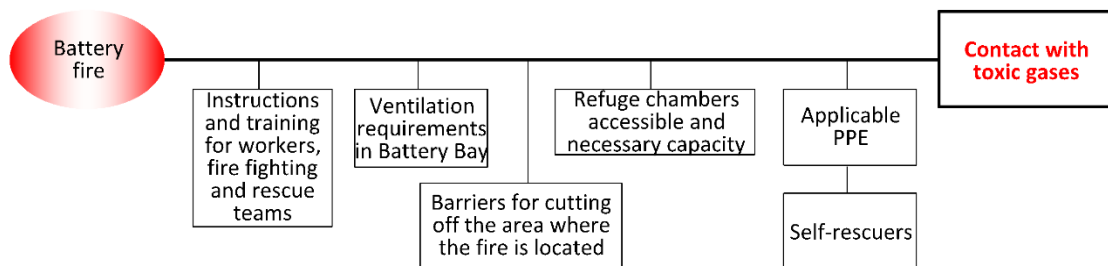 Battery
fire
Contact with
toxic gases
Instructions
and training
for workers,
fire fighting
and rescue
teams
Ventilation
requirements
in Battery Bay
Barriers for cutting
off the area where
the fire is located
Refuge chambers
accessible and
necessary capacity
Applicable
PPE
Self-rescuers